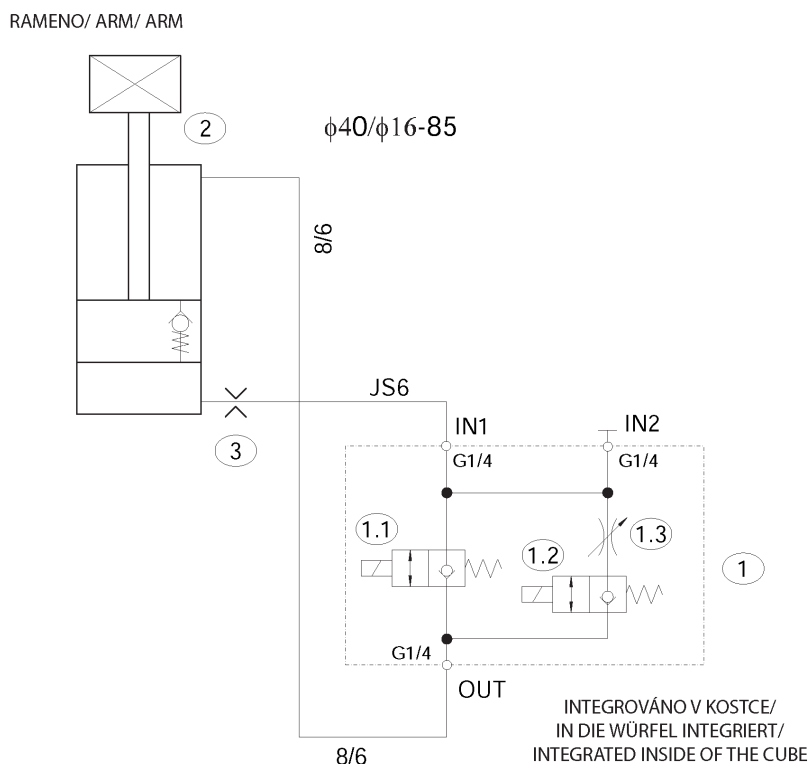 RAMENO/ ARM/ ARM
2
ϕ40/ϕ16-85
8/6
JS6
IN1
IN2
3
G1/4
G1/4
1.1
1.3
1.2
1
G1/4
OUT
INTEGROVÁNO V KOSTCE/
IN DIE WÜRFEL INTEGRIERT/
INTEGRATED INSIDE OF THE CUBE
8/6